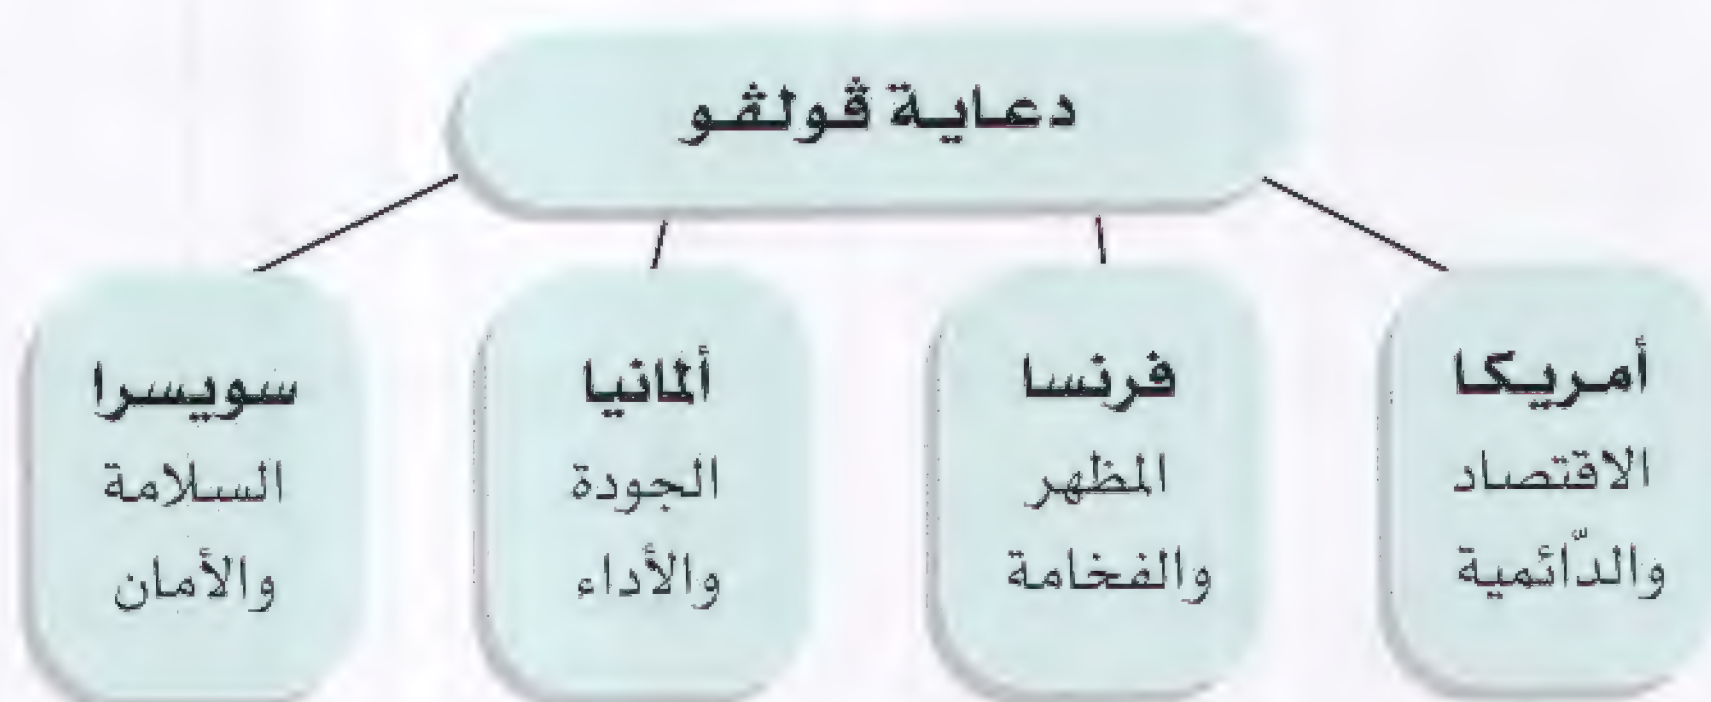 دعاية ڤولڤو
أمريكا
الاقتصاد
والدّائمية
فرنسا
المظهر
والفخامة
ألمانيا
الجودة
والأداء
سويسرا
السلامة
والأمان